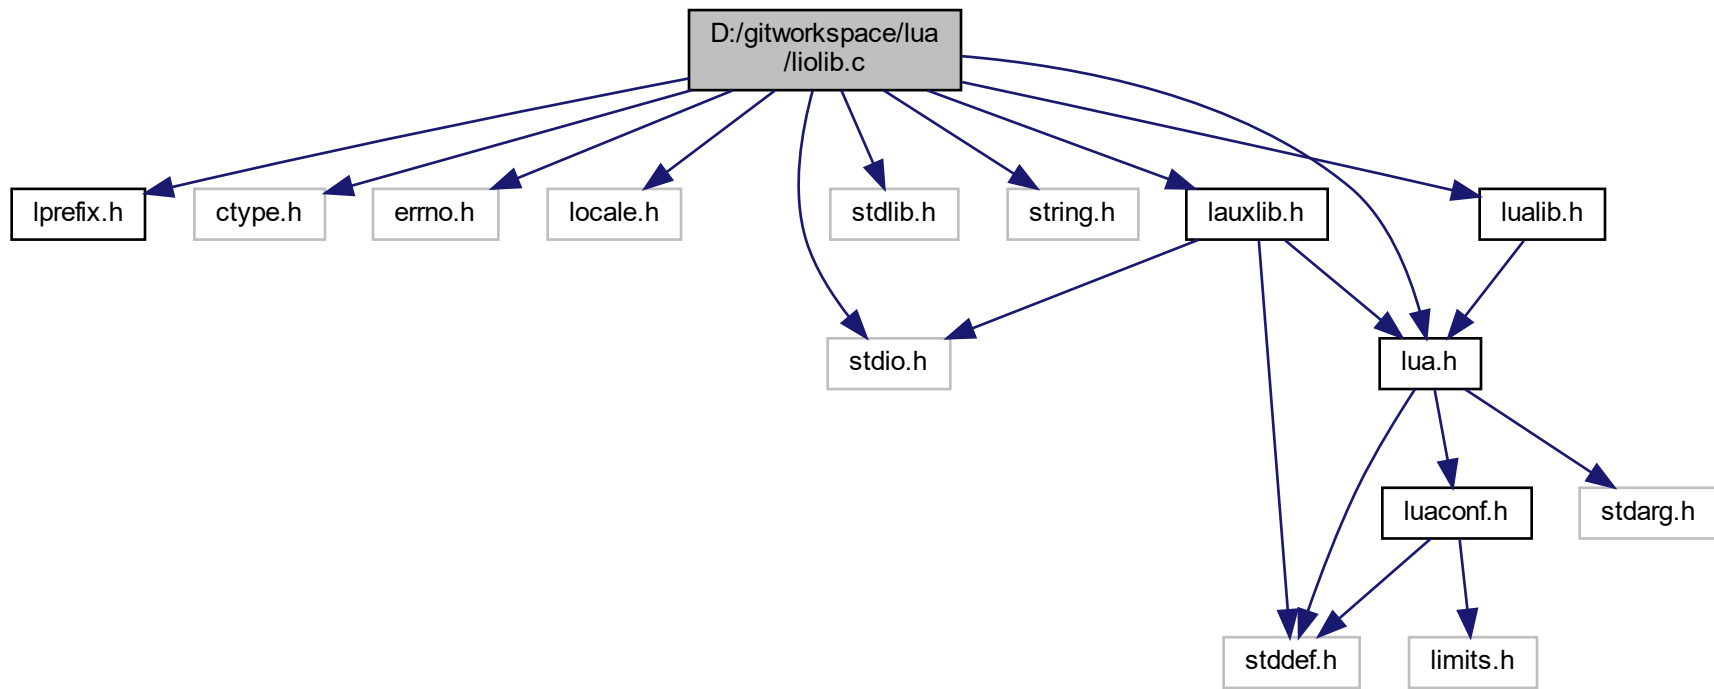 D:/gitworkspace/lua
/liolib.c
lprefix.h
ctype.h
errno.h
locale.h
stdlib.h
string.h
lauxlib.h
lualib.h
stdio.h
lua.h
luaconf.h
stdarg.h
stddef.h
limits.h